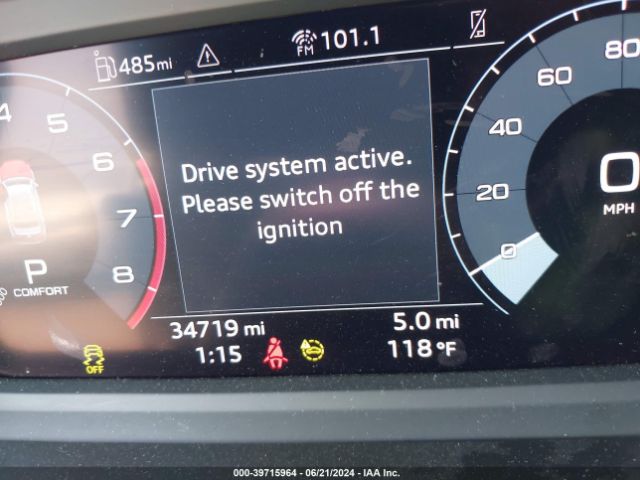 485mi
FM 101.1
4
5
6
7
8
P
COMFORT
Drive system active.
Please switch off the
ignition
80
60
40
20
0
0
MPH
34719 mi
5.0 mi
OFF
1:15
118°F
000-39715964 - 06/21/2024 - IAA Inc.